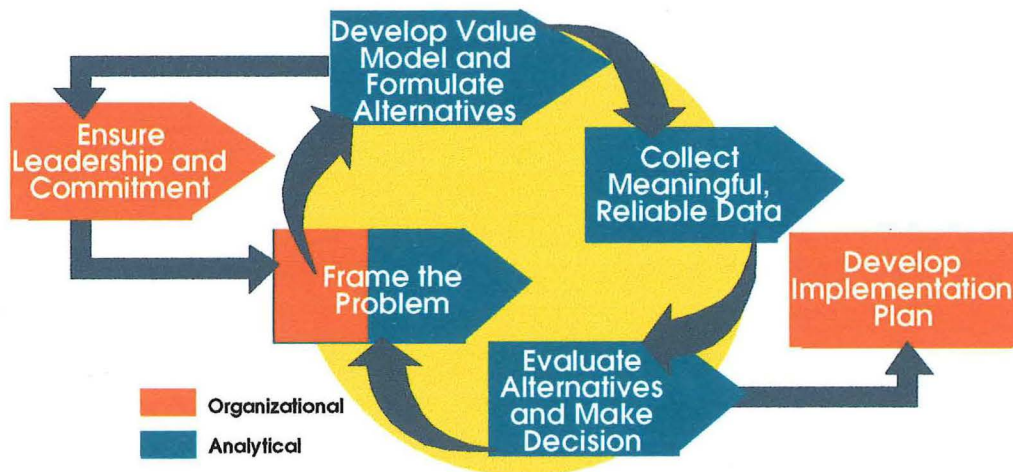 Develop Value
Model and
Formulate
Alternatives
Ensure
Leadership and
Commitment
Collect
Meaningful,
Reliable Data
Frame the
Problem
Develop
Implementation
Plan
Evaluate
Alternatives
and Make
Decision
Organizational
Analytical